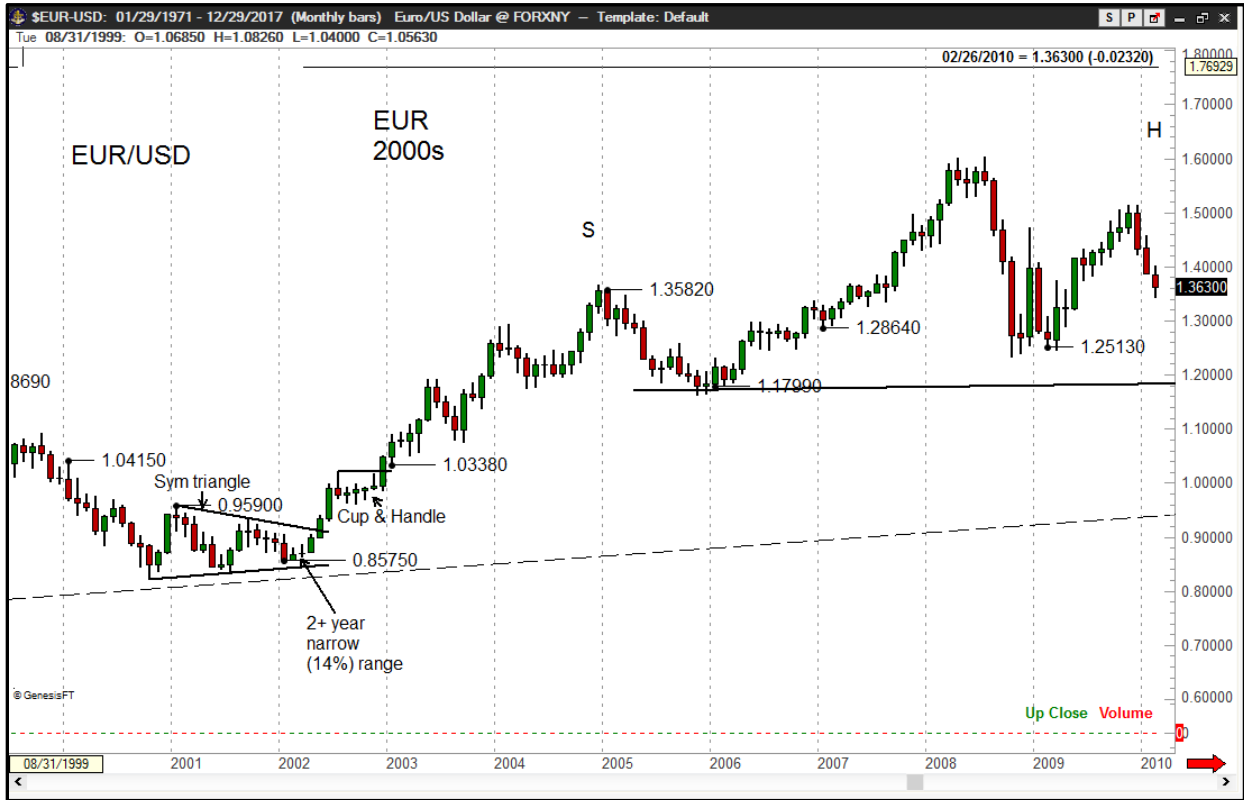 $EUR-USD: 01/29/1971 - 12/29/2017 (Monthly bars) Euro/US Dollar @ FORXNY – Template: Default
S P
Tue 08/31/1999: O=1.06850 H=1.08260 L=1.04000 C=1.05630
02/26/2010 = 1.36300 (-0.02320)
1.80000
1.76929
1.70000
EUR
2000s
EUR/USD
H
1.60000
S
1.50000
1.40000
1.35820
1.36300
1.30000
1.28640
1.25130
8690
1.20000
1.17990
1.10000
1.04150
1.03380
1.00000
Sym triangle
0.95900
Cup & Handle
0.90000
0.85750
0.80000
2+ year
narrow
(14%) range
0.70000
© GenesisFT
0.60000
Up Close Volume
00
08/31/1999 2001 2002 2003 2004 2005 2006 2007 2008 2009 2010